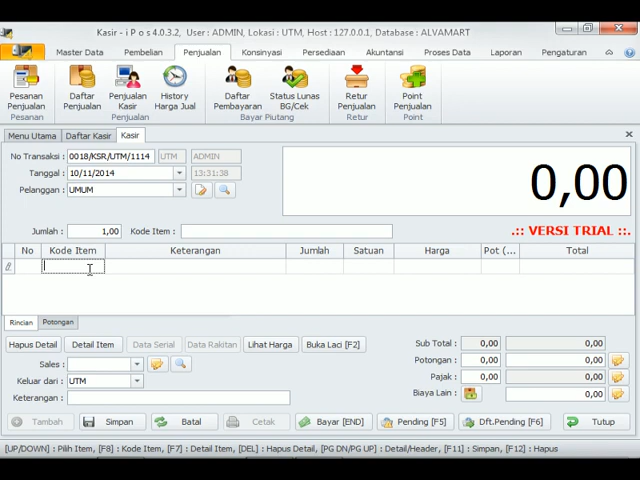 Kasir - i P o s 4.0.3.2, User : ADMIN, Lokasi : UTM, Host : 127.0.0.1, Database : ALVAMART
Master Data Pembelian Penjualan Konsinyasi Persediaan Akuntansi Proses Data Laporan Pengaturan
Pesanan Penjualan
Daftar Penjualan
Penjualan Kasir
History Harga Jual
Daftar Pembayaran
Status Lunas BG/Cek
Retur Penjualan
Point Penjualan
Pesanan Penjualan Bayar Piutang Retur Point
Menu Utama Daftar Kasir Kasir
No Transaksi : 0018/KSR/UTM/1114 UTM ADMIN
Tanggal : 10/11/2014 13:31:38
Pelanggan : UMUM
0,00
Jumlah : 1,00 Kode Item :
.:: VERSI TRIAL ::.
No Kode Item Keterangan Jumlah Satuan Harga Pot (... Total
Rincian Potongan
Hapus Detail Detail Item Data Serial Data Rakitan Lihat Harga Buka Laci [F2]
Sub Total : 0,00 0,00
Sales : Potongan : 0,00 0,00
Keluar dari : UTM Pajak : 0,00 0,00
Keterangan : Biaya Lain : 0,00
Tambah Simpan Batal Cetak Bayar [END] Pending [F5] Dft.Pending [F6] Tutup
[UP/DOWN] : Pilih Item, [F8] : Kode Item, [F7] : Detail Item, [DEL] : Hapus Detail, [PG DN/PG UP] : Detail/Header, [F11] : Simpan, [F12] : Hapus